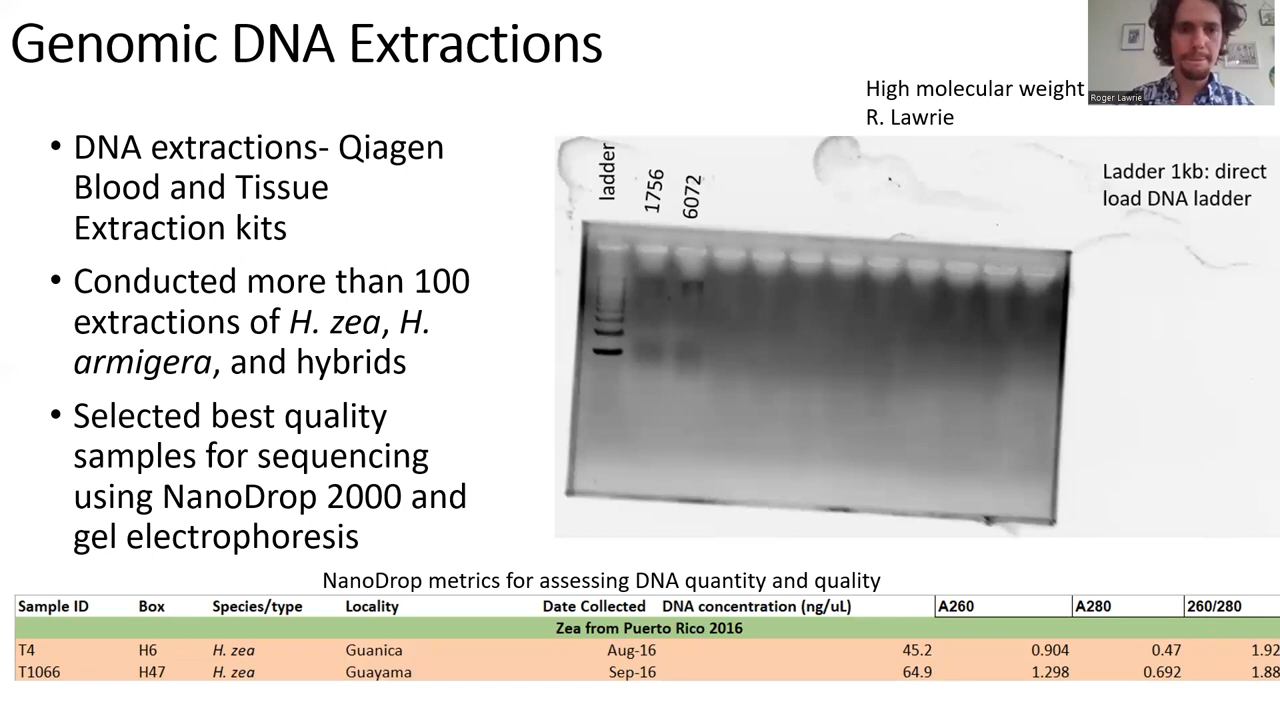 Genomic DNA Extractions
High molecular weight
R. Lawrie
Roger Lawrie
• DNA extractions- Qiagen
Blood and Tissue
Extraction kits
• Conducted more than 100
extractions of H. zea, H.
armigera, and hybrids
• Selected best quality
samples for sequencing
using NanoDrop 2000 and
gel electrophoresis
ladder
1756
6072
Ladder 1kb: direct
load DNA ladder
NanoDrop metrics for assessing DNA quantity and quality
Sample ID Box Species/type Locality Date Collected DNA concentration (ng/uL) A260 A280 260/280
Zea from Puerto Rico 2016
T4 H6 H. zea Guanica Aug-16 45.2 0.904 0.47 1.92
T1066 H47 H. zea Guayama Sep-16 64.9 1.298 0.692 1.88